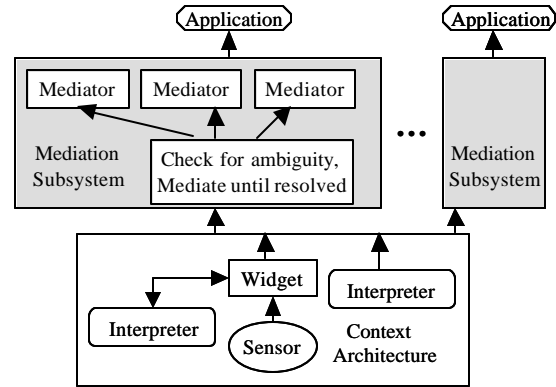 Application
Application
Mediator
Mediator
Mediator
Mediation
Subsystem
Check for ambiguity,
Mediate until resolved
...
Mediation
Subsystem
Widget
Interpreter
Interpreter
Sensor
Context
Architecture